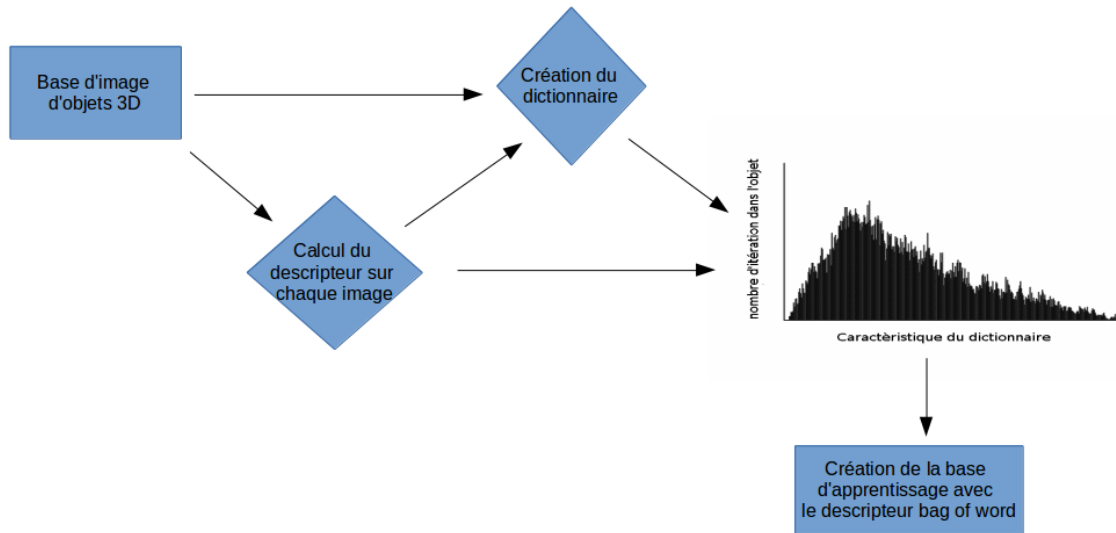 Base d'image
d'objets 3D
Création du
dictionnaire
Calcul du
descripteur sur
chaque image
nombre d'itération dans l'objet
Caractèristique du dictionnaire
Création de la base
d'apprentissage avec
le descripteur bag of word